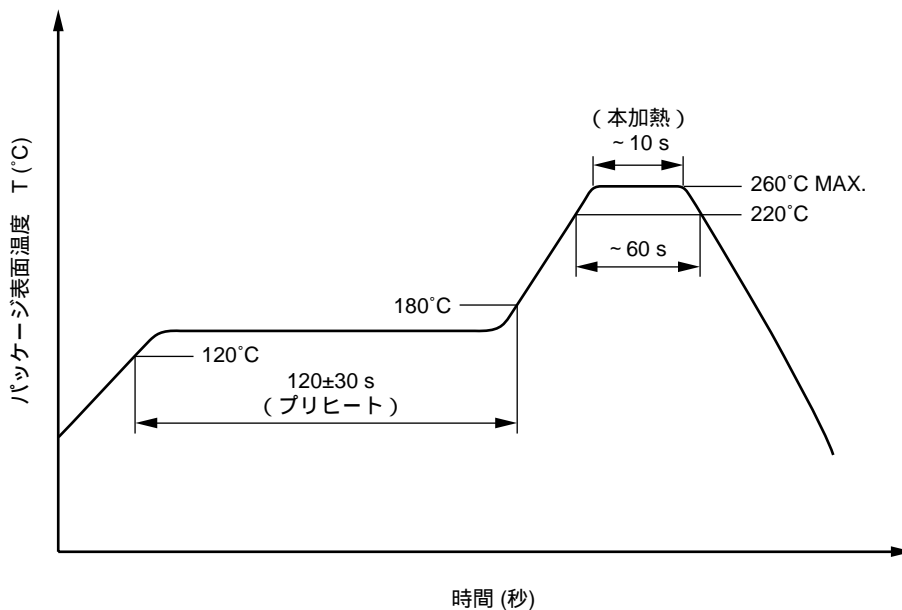 パッケージ表面温度 T (˚C)
( 本加熱 )
~ 10 s
260˚C MAX.
220˚C
~ 60 s
180˚C
120˚C
120±30 s
( プリヒート )
時間 (秒)